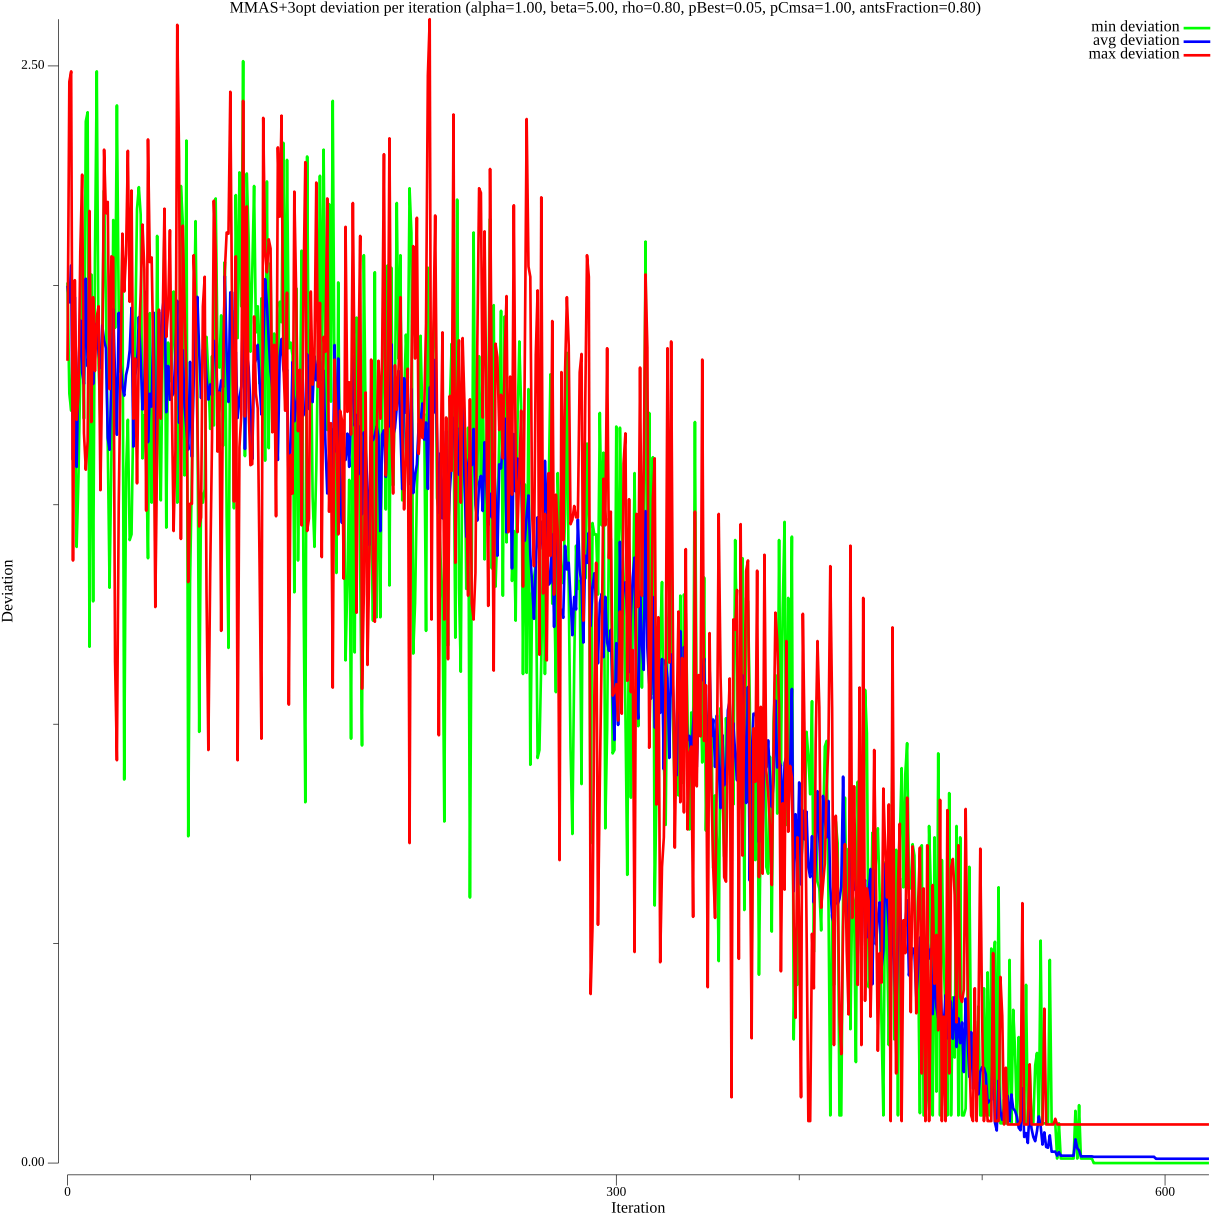 MMAS+3opt deviation per iteration (alpha=1.00, beta=5.00, rho=0.80, pBest=0.05, pCmsa=1.00, antsFraction=0.80)
min deviation
avg deviation
max deviation
2.50
Deviation
0.00
0
300
600
Iteration